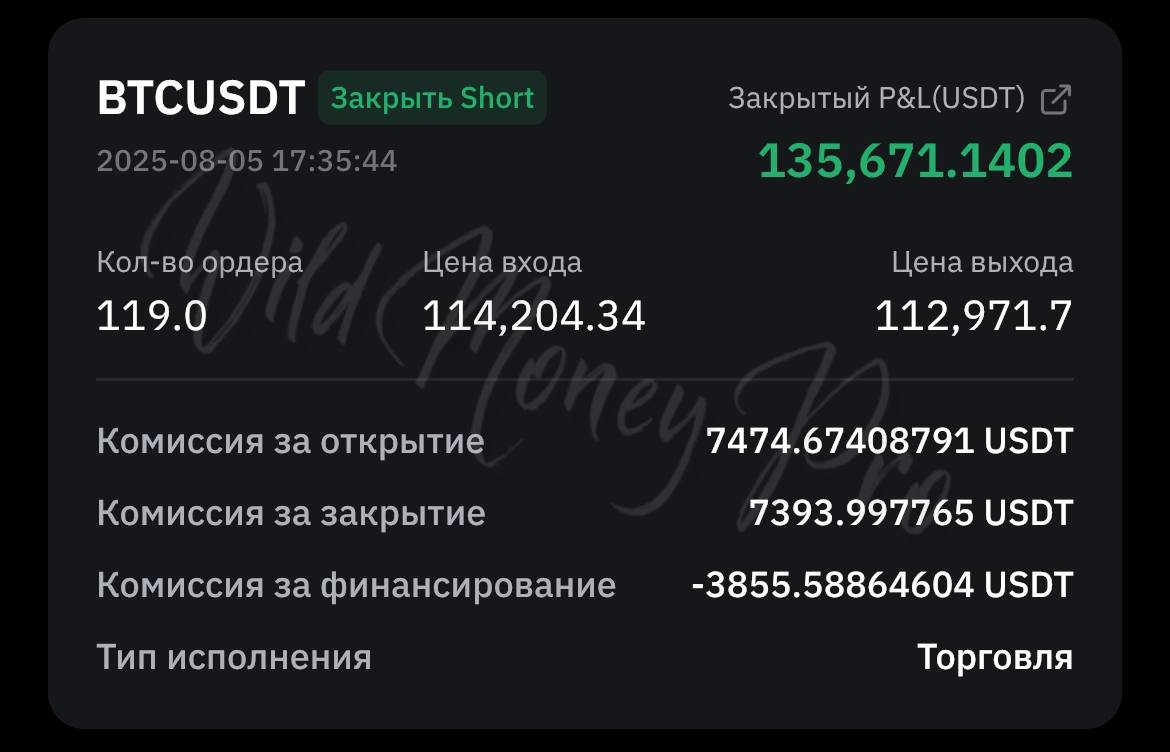 BTCUSDT Закрыть Short
Закрытый P&L(USDT)
2025-08-05 17:35:44
135,671.1402
Кол-во ордера
Цена входа
Цена выхода
119.0
114,204.34
112,971.7
Wild Money Pro
Комиссия за открытие
7474.67408791 USDT
Комиссия за закрытие
7393.997765 USDT
Комиссия за финансирование
-3855.58864604 USDT
Тип исполнения
Торговля